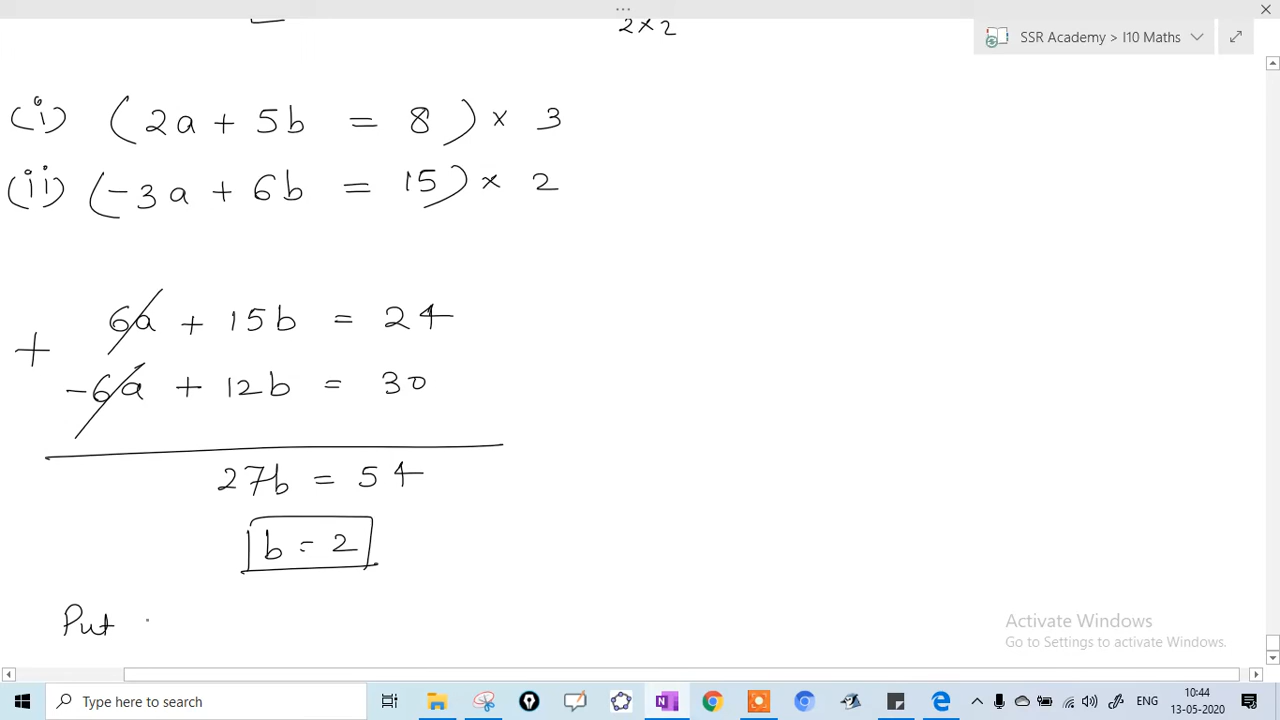 2 × 2
SSR Academy > I10 Maths
(i) (2a + 5b = 8) × 3
(ii) (-3a + 6b = 15) × 2
6a + 15b = 24
+
-6a + 12b = 30
27b = 54
b = 2
Put
Activate Windows
Go to Settings to activate Windows.
Type here to search
ENG
10:44
13-05-2020